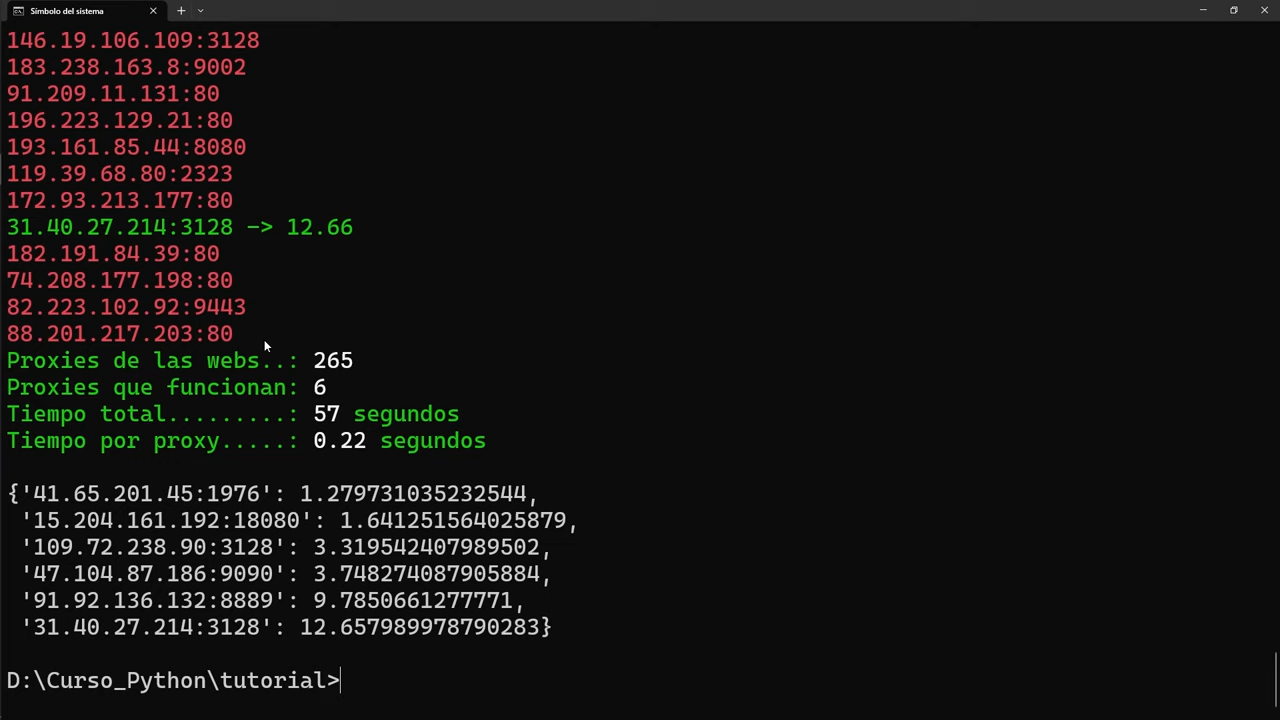 Símbolo del sistema
146.19.106.109:3128
183.238.163.8:9002
91.209.11.131:80
196.223.129.21:80
193.161.85.44:8080
119.39.68.80:2323
172.93.213.177:80
31.40.27.214:3128 -> 12.66
182.191.84.39:80
74.208.177.198:80
82.223.102.92:9443
88.201.217.203:80
Proxies de las webs..: 265
Proxies que funcionan: 6
Tiempo total.........: 57 segundos
Tiempo por proxy.....: 0.22 segundos
{'41.65.201.45:1976': 1.279731035232544,
'15.204.161.192:18080': 1.641251564025879,
'109.72.238.90:3128': 3.319542407989502,
'47.104.87.186:9090': 3.748274087905884,
'91.92.136.132:8889': 9.7850661277771,
'31.40.27.214:3128': 12.657989978790283}
D:\Curso_Python\tutorial>